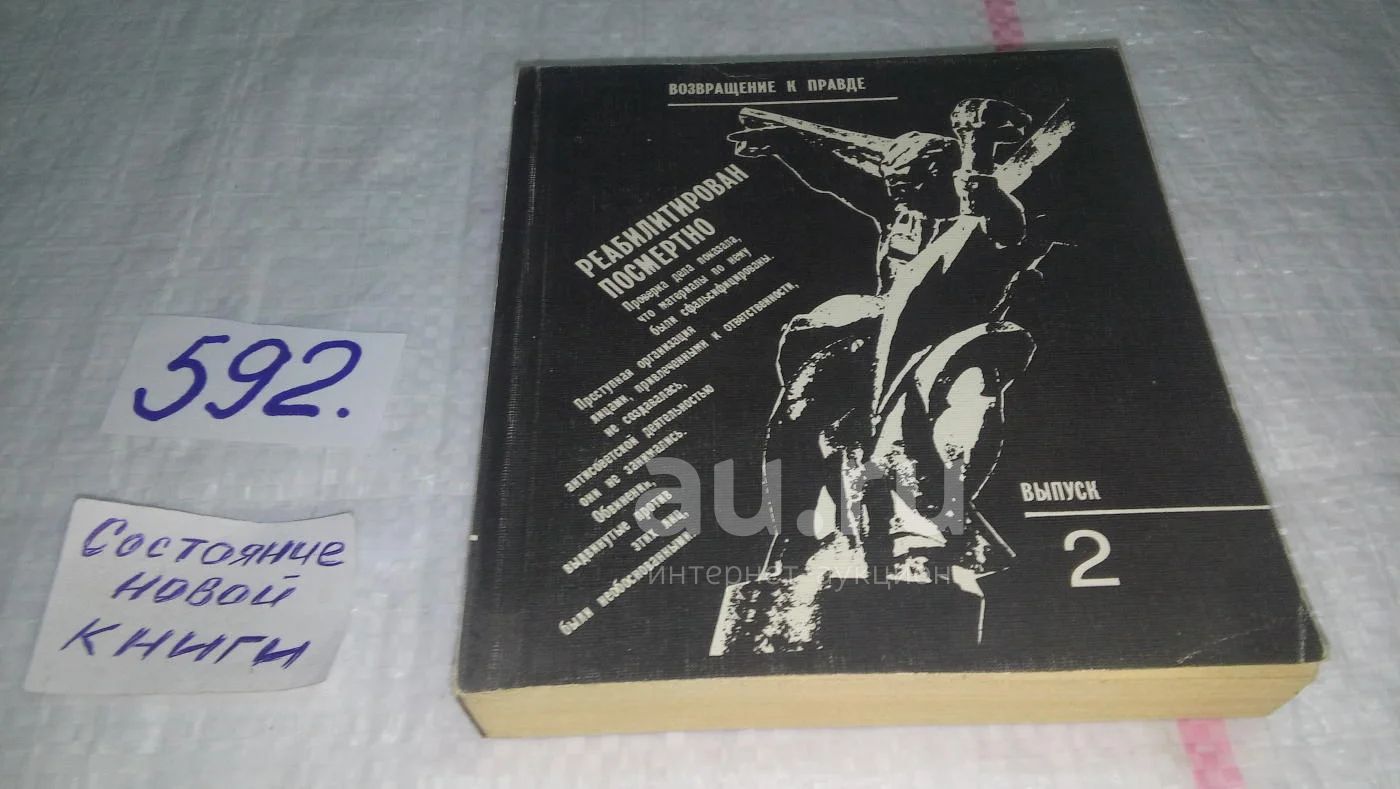 ВОЗВРАЩЕНИЕ К ПРАВДЕ
РЕАБИЛИТИРОВАН
ПОСМЕРТНО
Проверка дела показала,
что материалы по нему
были сфальсифицированы.
Преступная организация
лицами, привлеченными к ответственности,
не создавалась,
антисоветской деятельностью
они не занимались.
Обвинения,
выдвинутые против
этих лиц,
были необоснованными.
ВЫПУСК
2
592.
Состояние
новой
книги
au.ru
интернет-аукцион